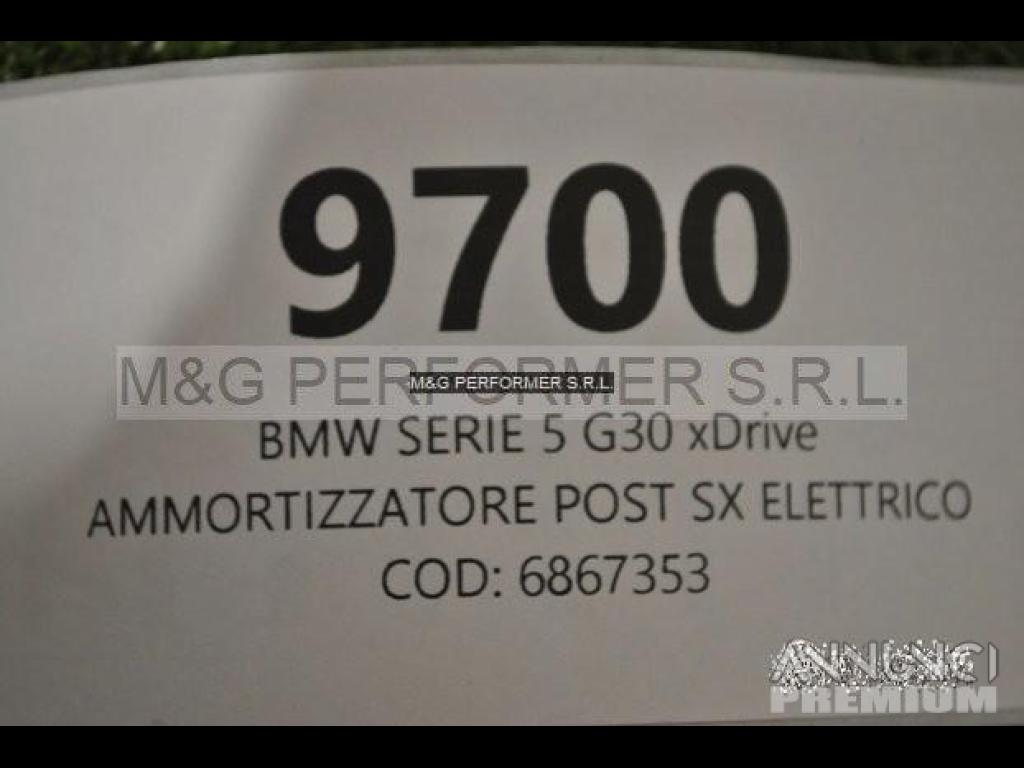 9700
M&G PERFORMER S.R.L.
M&G PERFORMER S.R.L.
BMW SERIE 5 G30 xDrive
AMMORTIZZATORE POST SX ELETTRICO
COD: 6867353
ANNUNCI
PREMIUM